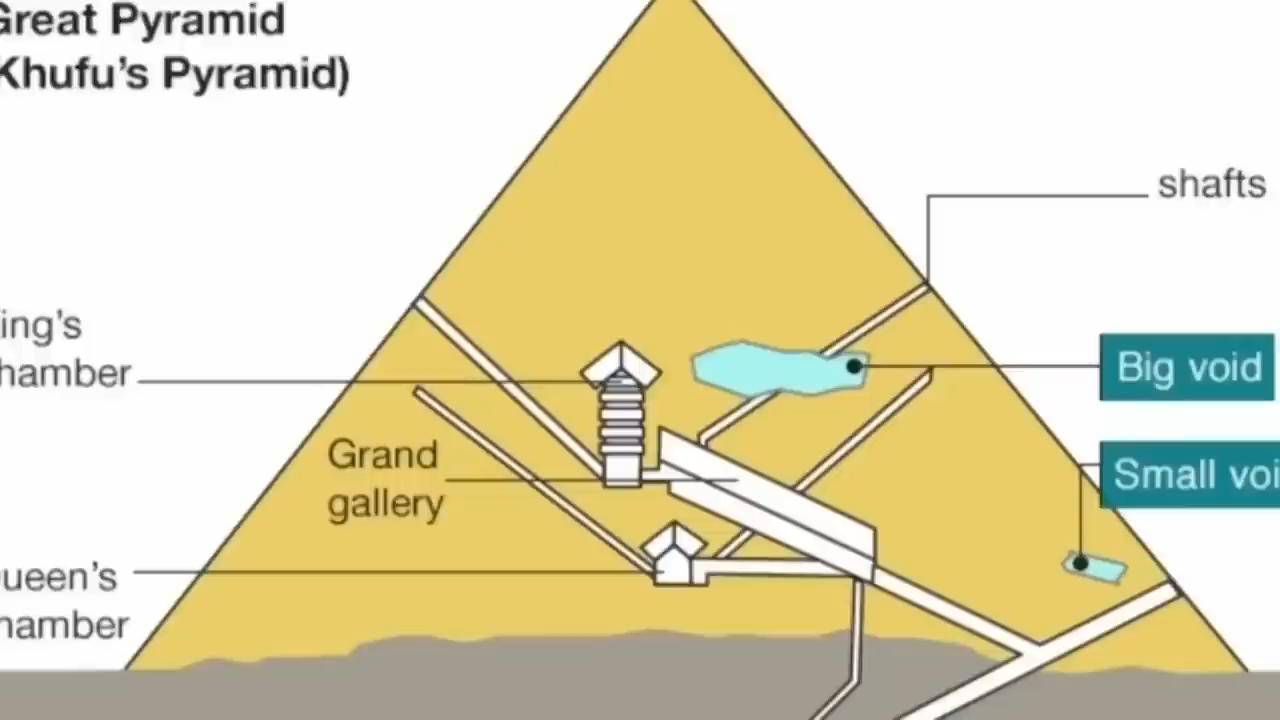 Great Pyramid
Khufu's Pyramid)
shafts
ing's
hamber
Big void
Grand
gallery
Small voi
ueen's
hamber